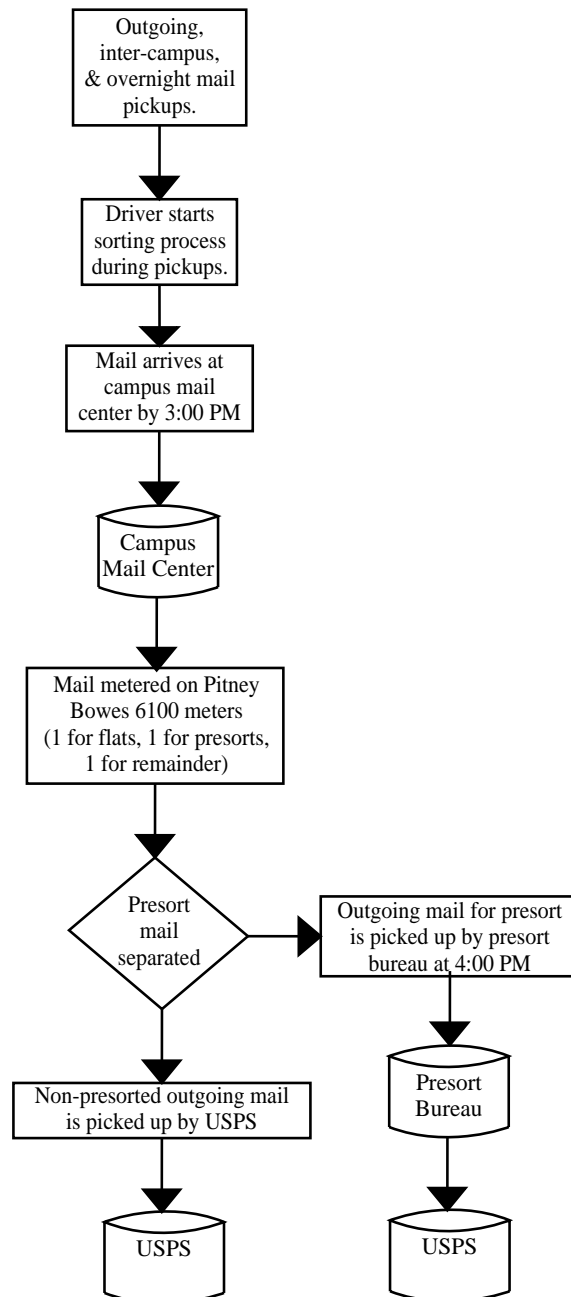 Outgoing,
inter-campus,
& overnight mail
pickups.
Driver starts
sorting process
during pickups.
Mail arrives at
campus mail
center by 3:00 PM
Campus
Mail Center
Mail metered on Pitney
Bowes 6100 meters
(1 for flats, 1 for presorts,
1 for remainder)
Presort
mail
separated
Outgoing mail for presort
is picked up by presort
bureau at 4:00 PM
Non-presorted outgoing mail
is picked up by USPS
Presort
Bureau
USPS
USPS